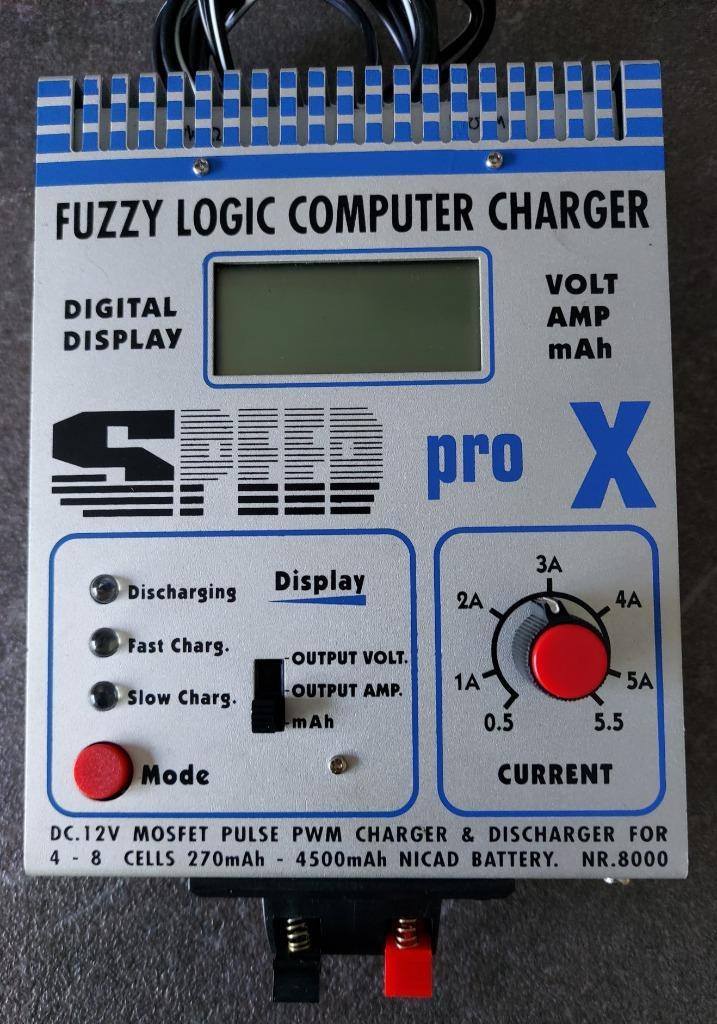 FUZZY LOGIC COMPUTER CHARGER
DIGITAL
DISPLAY
VOLT
AMP
mAh
SPEED pro X
Discharging
Fast Charg.
Slow Charg.
Mode
Display
OUTPUT VOLT.
OUTPUT AMP.
mAh
3A
2A
4A
1A
5A
0.5
5.5
CURRENT
DC.12V MOSFET PULSE PWM CHARGER & DISCHARGER FOR
4 - 8 CELLS 270mAh - 4500mAh NICAD BATTERY. NR.8000